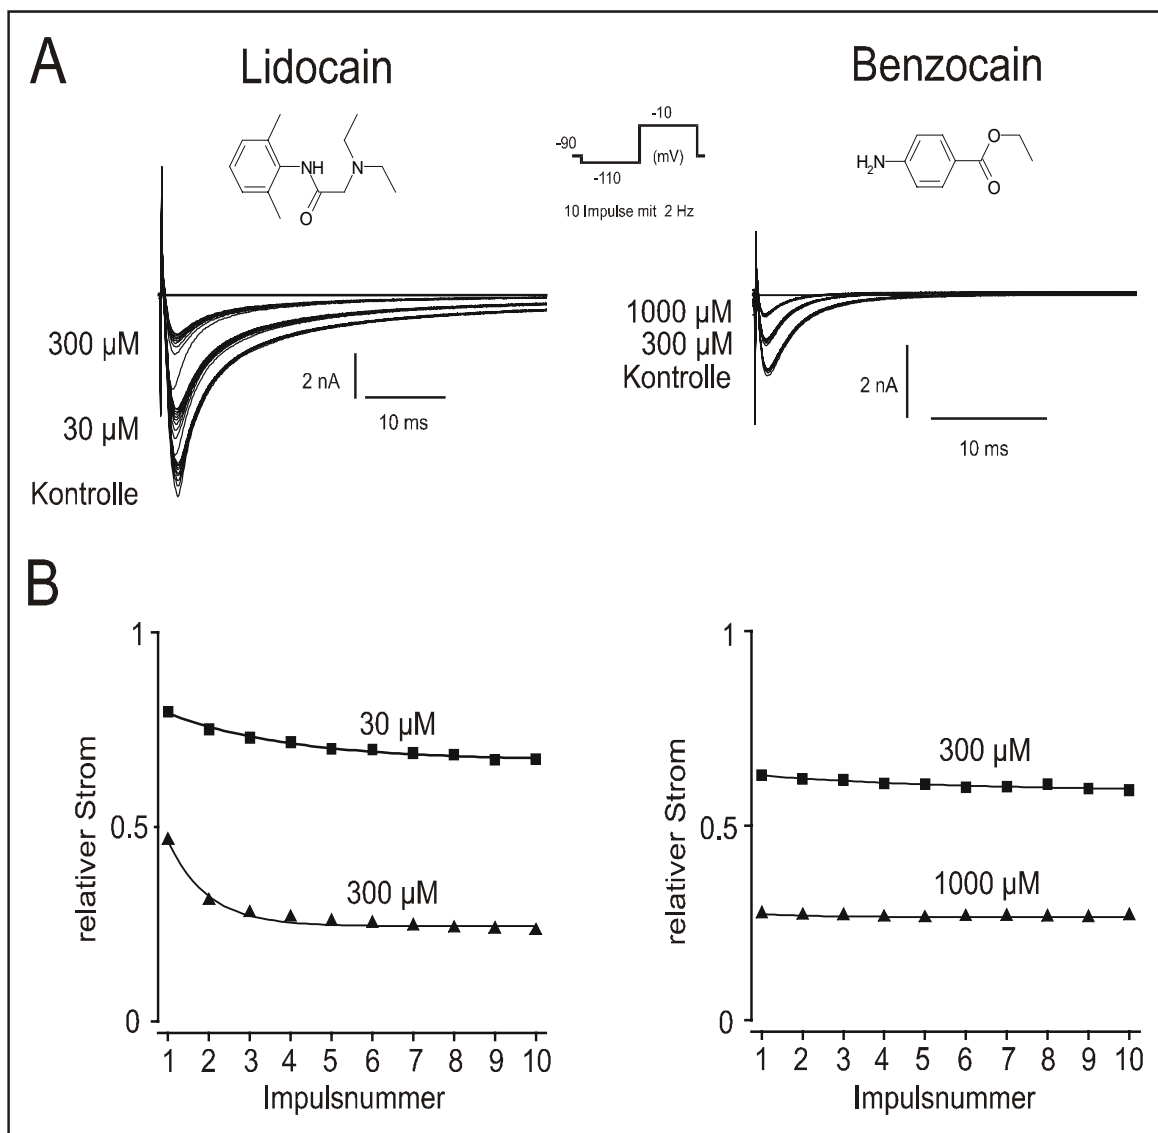 A
Lidocain
Benzocain
NH
N
O
-90
-10
(mV)
-110
10 Impulse mit 2 Hz
H2N
O
O
300 µM
30 µM
Kontrolle
2 nA
10 ms
1000 µM
300 µM
Kontrolle
2 nA
10 ms
B
relativer Strom
1
0.5
0
30 µM
300 µM
1 2 3 4 5 6 7 8 9 10
Impulsnummer
relativer Strom
1
0.5
0
300 µM
1000 µM
1 2 3 4 5 6 7 8 9 10
Impulsnummer